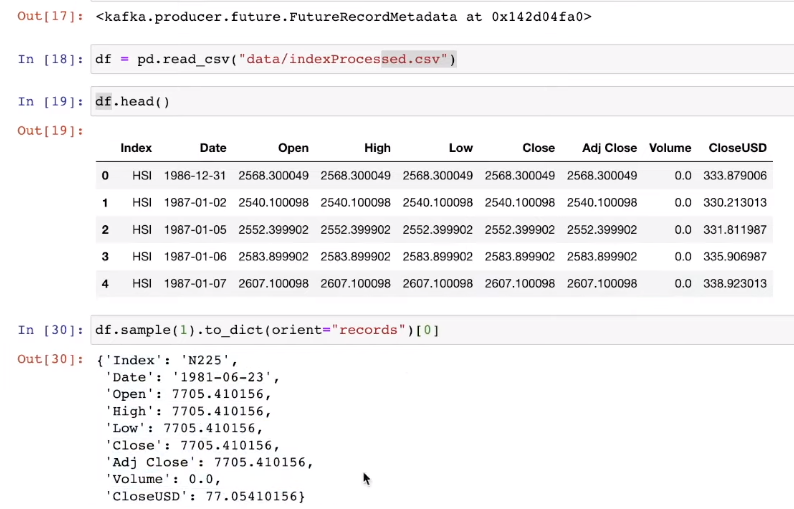 Out[17]: <kafka.producer.future.FutureRecordMetadata at 0x142d04fa0>
In [18]: df = pd.read_csv("data/indexProcessed.csv")
In [19]: df.head()
Out[19]:
Index Date Open High Low Close Adj Close Volume CloseUSD
0 HSI 1986-12-31 2568.300049 2568.300049 2568.300049 2568.300049 2568.300049 0.0 333.879006
1 HSI 1987-01-02 2540.100098 2540.100098 2540.100098 2540.100098 2540.100098 0.0 330.213013
2 HSI 1987-01-05 2552.399902 2552.399902 2552.399902 2552.399902 2552.399902 0.0 331.811987
3 HSI 1987-01-06 2583.899902 2583.899902 2583.899902 2583.899902 2583.899902 0.0 335.906987
4 HSI 1987-01-07 2607.100098 2607.100098 2607.100098 2607.100098 2607.100098 0.0 338.923013
In [30]: df.sample(1).to_dict(orient="records")[0]
Out[30]: {'Index': 'N225',
'Date': '1981-06-23',
'Open': 7705.410156,
'High': 7705.410156,
'Low': 7705.410156,
'Close': 7705.410156,
'Adj Close': 7705.410156,
'Volume': 0.0,
'CloseUSD': 77.05410156}